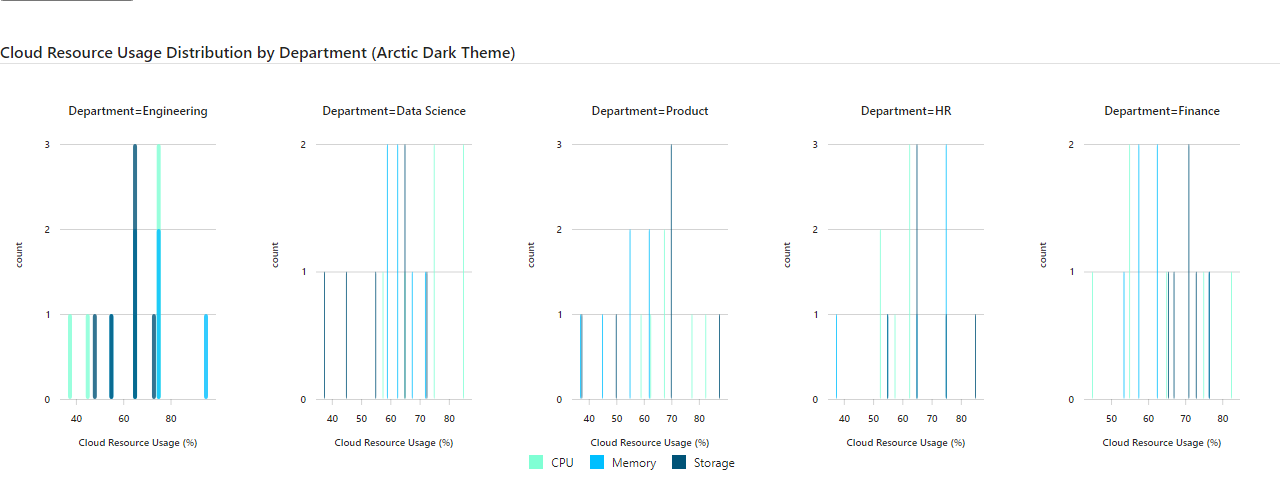 Cloud Resource Usage Distribution by Department (Arctic Dark Theme)
Department=Engineering
Department=Data Science
Department=Product
Department=HR
Department=Finance
count
3
2
1
0
40 60 80
Cloud Resource Usage (%)
count
2
1
0
40 50 60 70 80
Cloud Resource Usage (%)
count
3
2
1
0
40 50 60 70 80
Cloud Resource Usage (%)
count
3
2
1
0
40 50 60 70 80
Cloud Resource Usage (%)
count
2
1
0
50 60 70 80
Cloud Resource Usage (%)
CPU Memory Storage